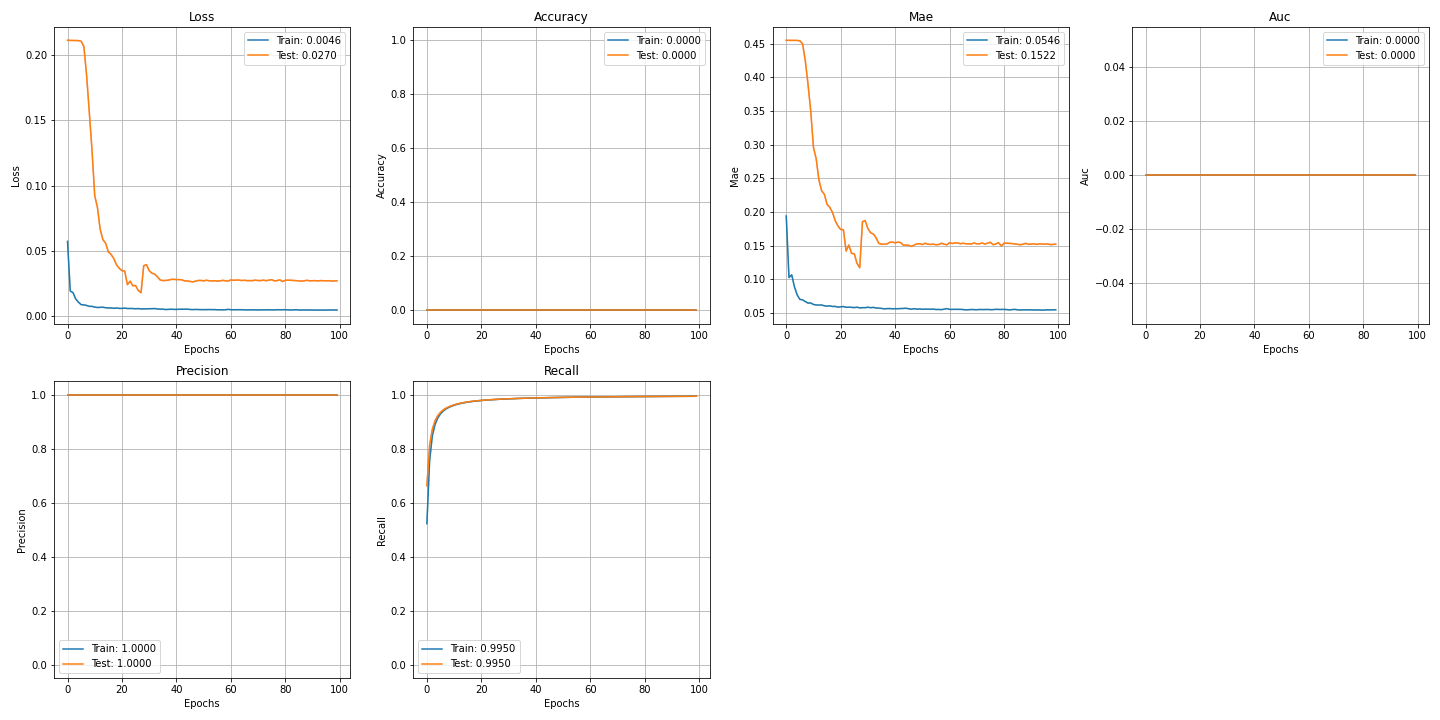 Loss
Train: 0.0046
Test: 0.0270
0.20
0.15
0.10
0.05
0.00
Loss
0 20 40 60 80 100
Epochs
Accuracy
Train: 0.0000
Test: 0.0000
1.0
0.8
0.6
0.4
0.2
0.0
Accuracy
0 20 40 60 80 100
Epochs
Mae
Train: 0.0546
Test: 0.1522
0.45
0.40
0.35
0.30
0.25
0.20
0.15
0.10
0.05
Mae
0 20 40 60 80 100
Epochs
Auc
Train: 0.0000
Test: 0.0000
0.04
0.02
0.00
−0.02
−0.04
Auc
0 20 40 60 80 100
Epochs
Precision
1.0
0.8
0.6
0.4
0.2
0.0
Precision
Train: 1.0000
Test: 1.0000
0 20 40 60 80 100
Epochs
Recall
1.0
0.8
0.6
0.4
0.2
0.0
Recall
Train: 0.9950
Test: 0.9950
0 20 40 60 80 100
Epochs